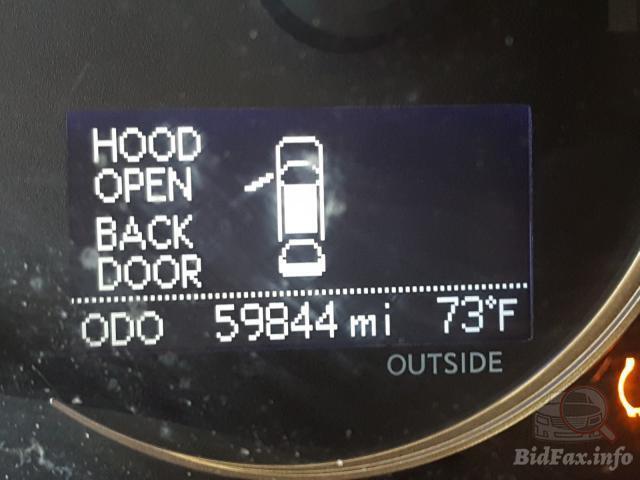 HOOD
OPEN
BACK
DOOR
ODO 59844 mi 73°F
OUTSIDE
BidFax.info